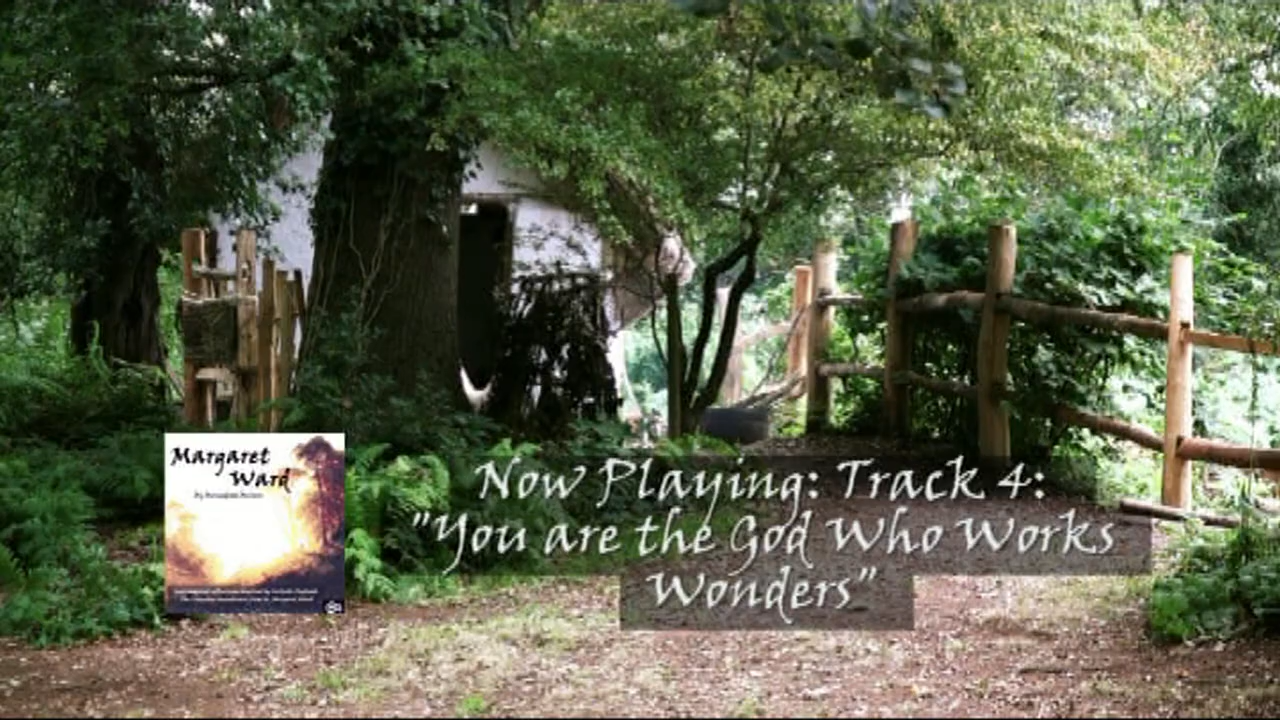 Margaret
Ward
Now Playing: Track 4:
"You are the God Who Works
Wonders"